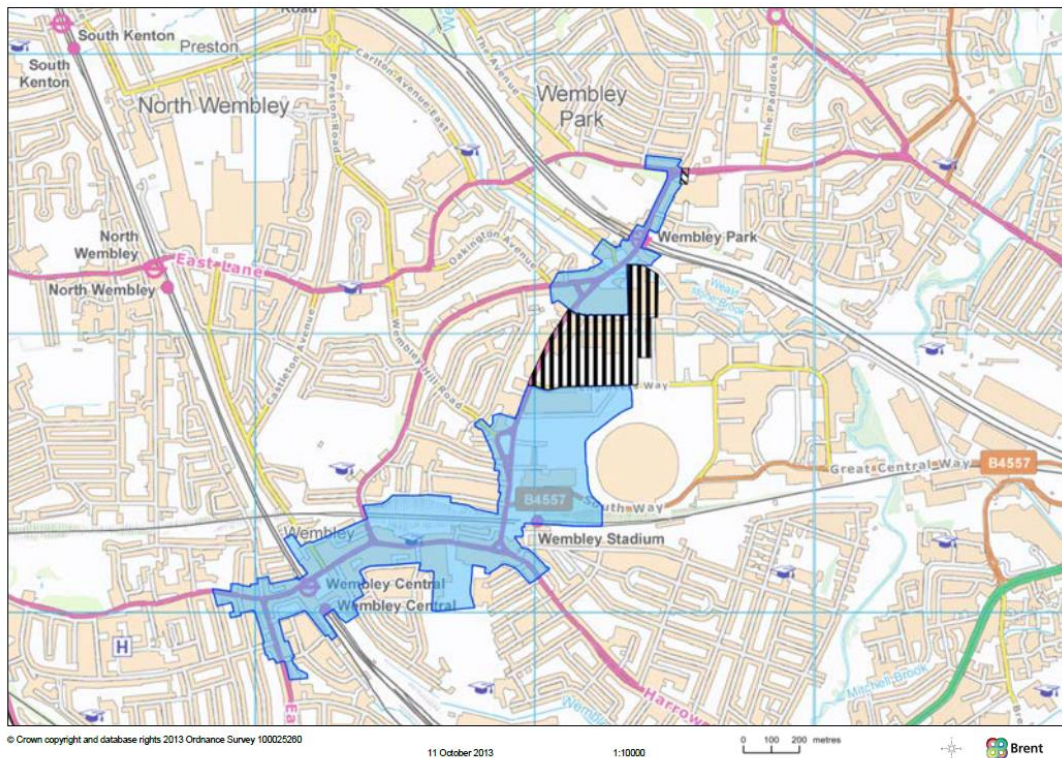 Road
South Kenton
Preston
South
Kenton
North Wembley
Preston Road
Carlton Avenue East
The Avenue
Wembley
Park
The Paddocks
North
Wembley
East Lane
North Wembley
Oakington Avenue
Wembley Park
Castleton Avenue
Wembley Hill Road
Way
Great Central Way
B4557
B4557
South Way
Wembley
Wembley Stadium
Wembley Central
Wembley Central
H
Harrow
Mitchell Brook
© Crown copyright and database rights 2013 Ordnance Survey 100025260
11 October 2013
1:10000
0 100 200 metres
Brent